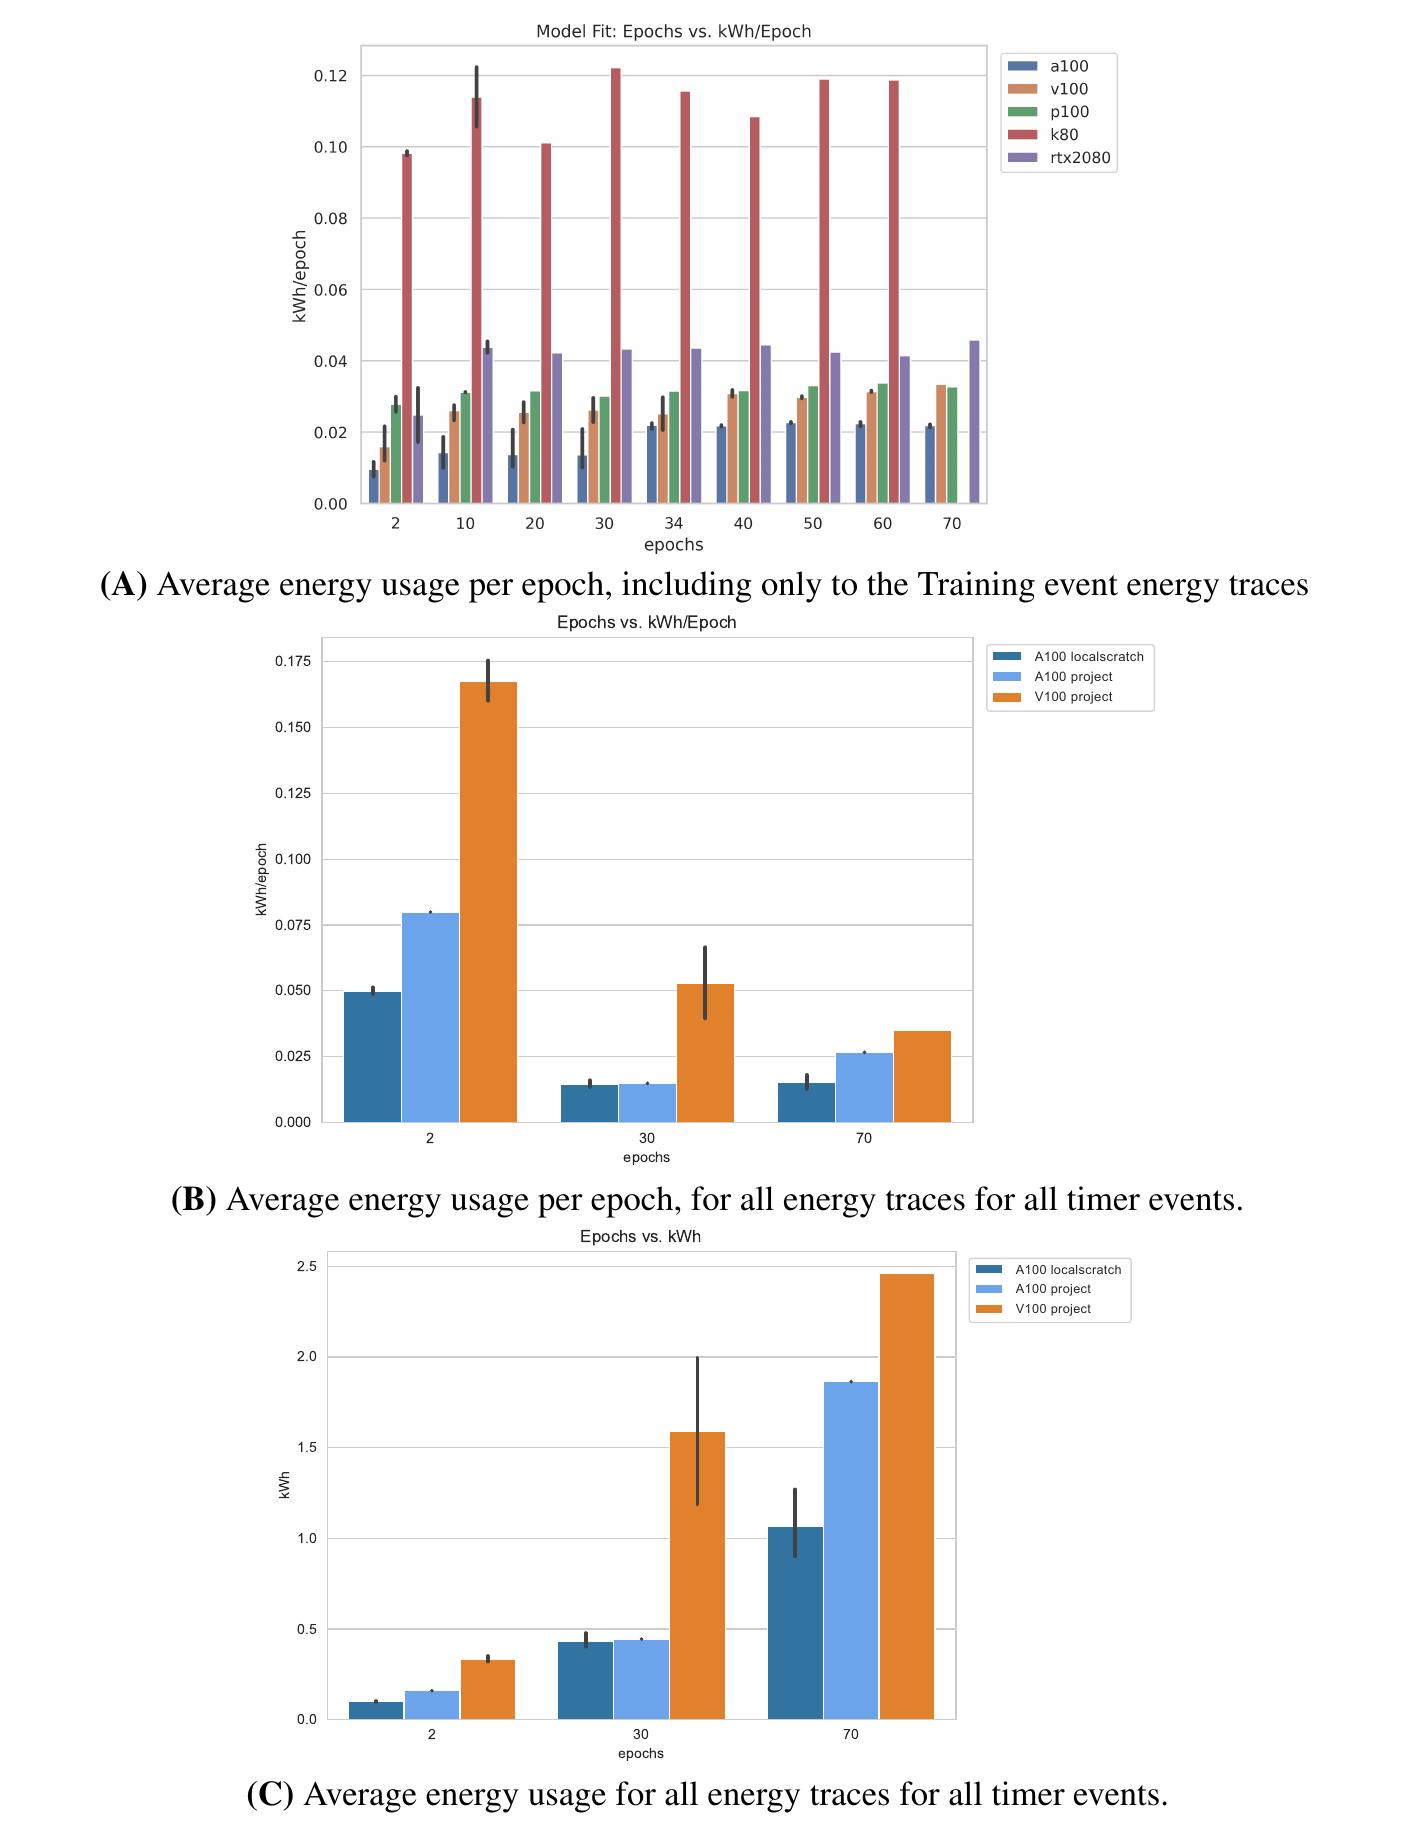 Model Fit: Epochs vs. kWh/Epoch
0.12
0.10
0.08
0.06
0.04
0.02
0.00
kWh/epoch
2 10 20 30 34 40 50 60 70
epochs
a100
v100
p100
k80
rtx2080
(A) Average energy usage per epoch, including only to the Training event energy traces
Epochs vs. kWh/Epoch
0.175
0.150
0.125
0.100
0.075
0.050
0.025
0.000
kWh/epoch
2 30 70
epochs
A100 localscratch
A100 project
V100 project
(B) Average energy usage per epoch, for all energy traces for all timer events.
Epochs vs. kWh
2.5
2.0
1.5
1.0
0.5
0.0
kWh
2 30 70
epochs
A100 localscratch
A100 project
V100 project
(C) Average energy usage for all energy traces for all timer events.